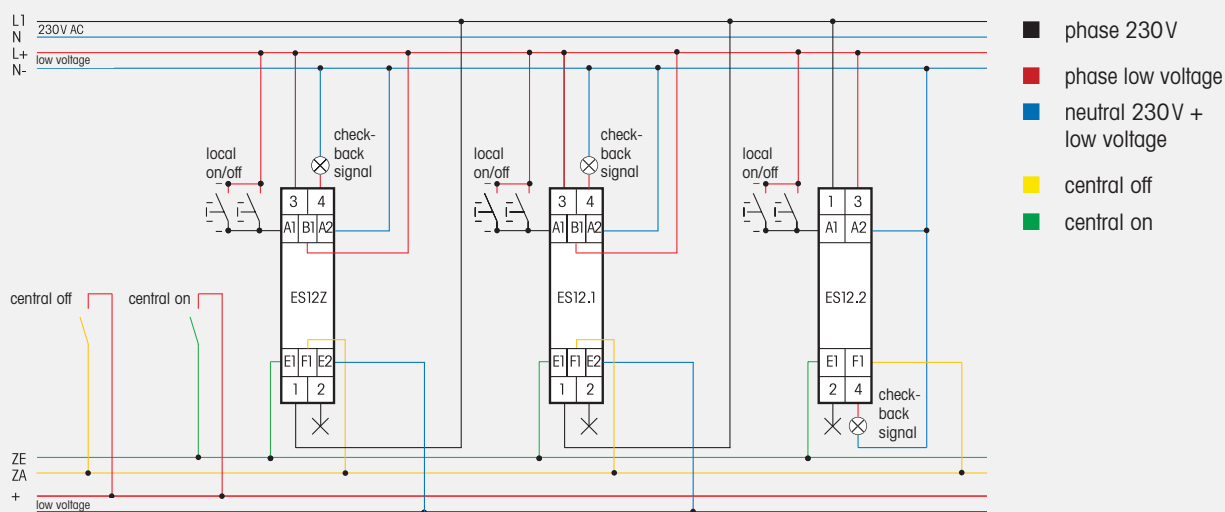 L1
230V AC
N
L+
low voltage
N-
phase 230V
phase low voltage
neutral 230V +
low voltage
central off
central on
local
on/off
check-
back
signal
3 4
A1 B1 A2
ES12Z
E1 F1 E2
1 2
local
on/off
check-
back
signal
3 4
A1 B1 A2
ES12.1
E1 F1 E2
1 2
local
on/off
1 3
A1 A2
ES12.2
E1 F1
2 4
check-
back
signal
central off
central on
ZE
ZA
+
low voltage